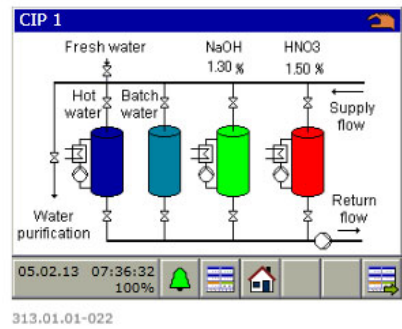 CIP 1
Fresh water
NaOH
1.30 %
HNO3
1.50 %
Hot water
Batch water
Supply flow
Water purification
Return flow
05.02.13 07:36:32
100%
313.01.01-022